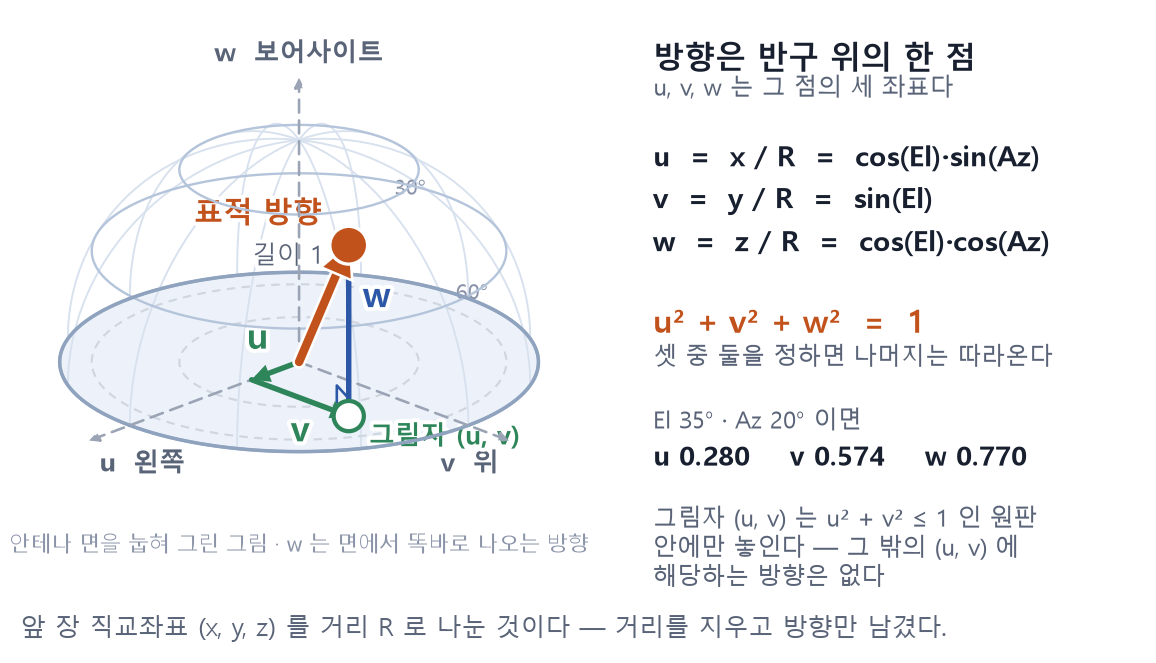 w 보어사이트
30°
표적 방향
길이 1
60°
w
u
v
그림자 (u, v)
u 왼쪽
v 위
안테나 면을 눕혀 그린 그림 · w 는 면에서 똑바로 나오는 방향
방향은 반구 위의 한 점
u, v, w 는 그 점의 세 좌표다
u = x / R = cos(El)·sin(Az)
v = y / R = sin(El)
w = z / R = cos(El)·cos(Az)
u² + v² + w² = 1
셋 중 둘을 정하면 나머지는 따라온다
El 35° · Az 20° 이면
u 0.280 v 0.574 w 0.770
그림자 (u, v) 는 u² + v² ≤ 1 인 원판
안에만 놓인다 — 그 밖의 (u, v) 에
해당하는 방향은 없다
앞 장 직교좌표 (x, y, z) 를 거리 R 로 나눈 것이다 — 거리를 지우고 방향만 남겼다.